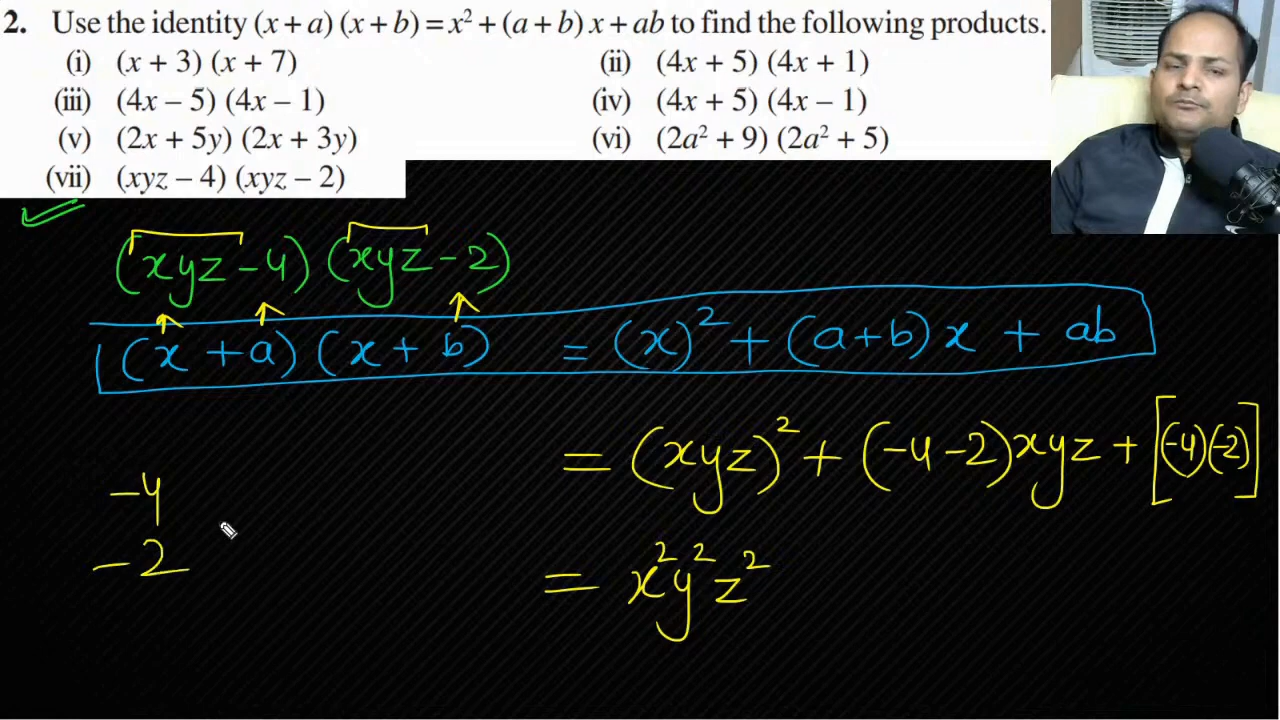 2. Use the identity (x + a) (x + b) = x² + (a + b) x + ab to find the following products.
(i) (x + 3) (x + 7) (ii) (4x + 5) (4x + 1)
(iii) (4x – 5) (4x – 1) (iv) (4x + 5) (4x – 1)
(v) (2x + 5y) (2x + 3y) (vi) (2a² + 9) (2a² + 5)
(vii) (xyz – 4) (xyz – 2)
(xyz - 4) (xyz - 2)
(x + a) (x + b) = (x)² + (a+b) x + ab
= (xyz)² + (-4-2)xyz + [(-4)(-2)]
-4
-2
= x²y²z²